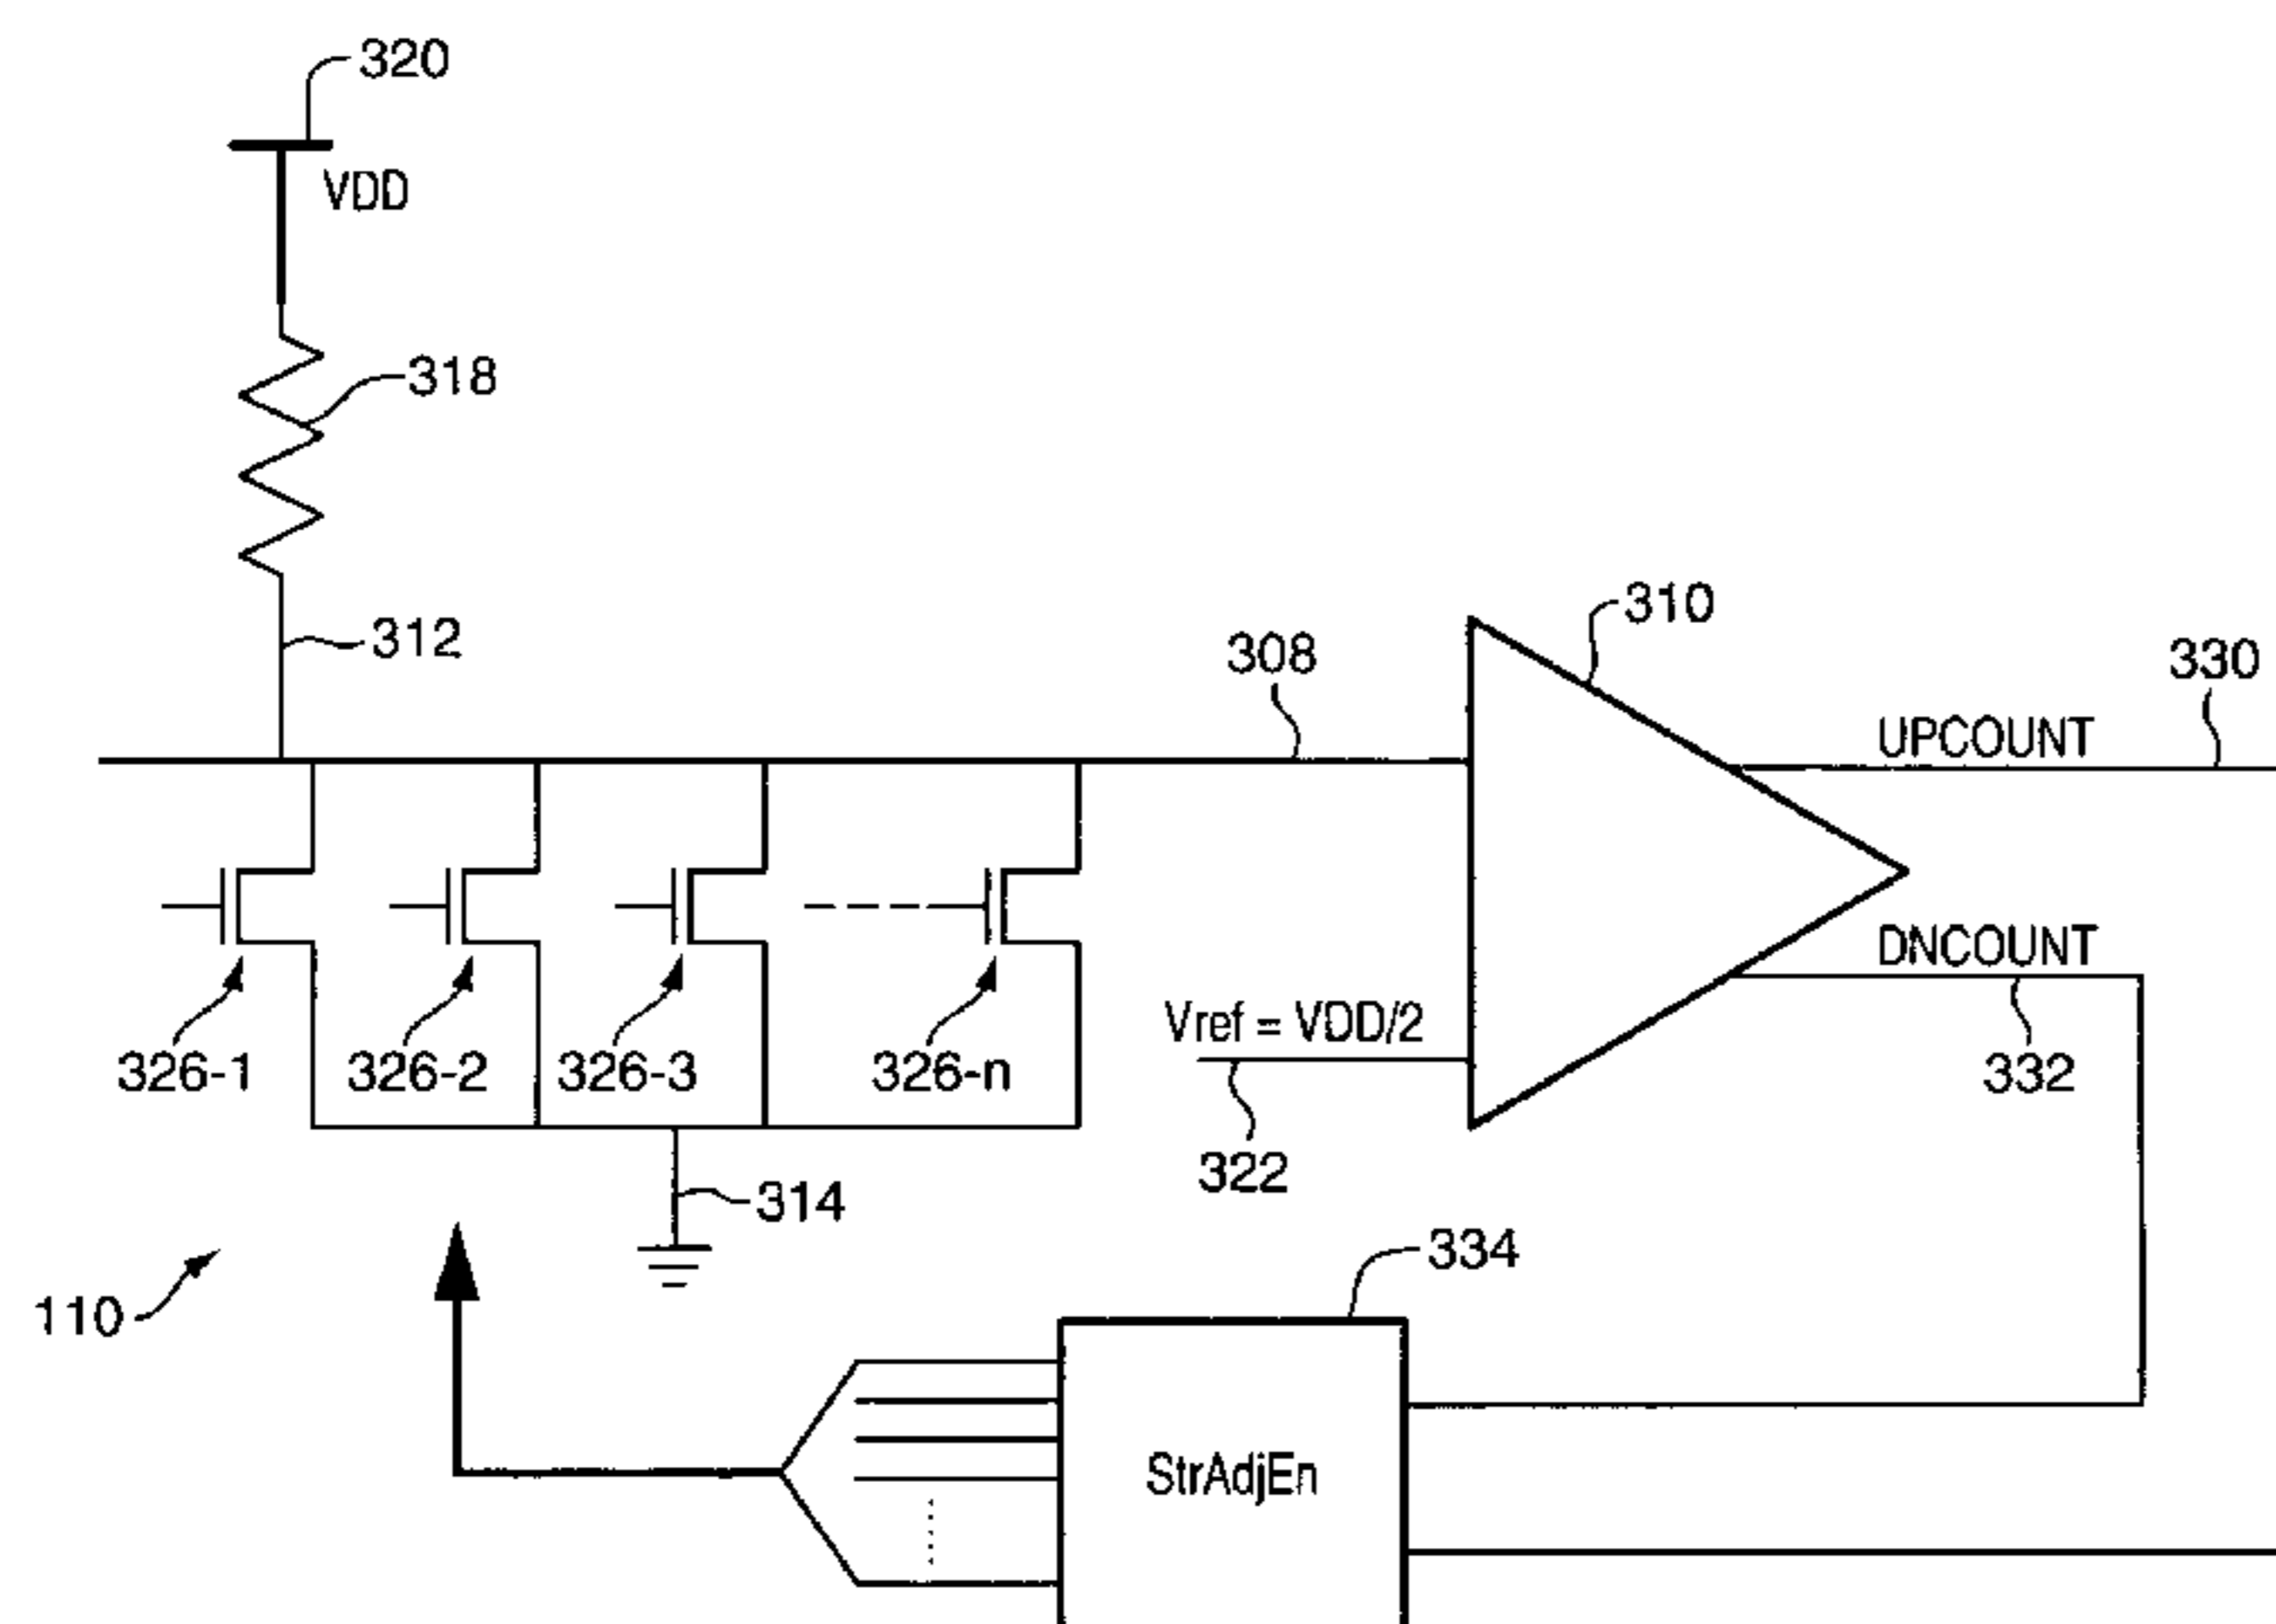 320
VDD
318
312
308
310
330
UPCOUNT
DNCOUNT
326-1
326-2
326-3
326-n
Vref = VDD/2
322
332
314
110
334
StrAdjEn